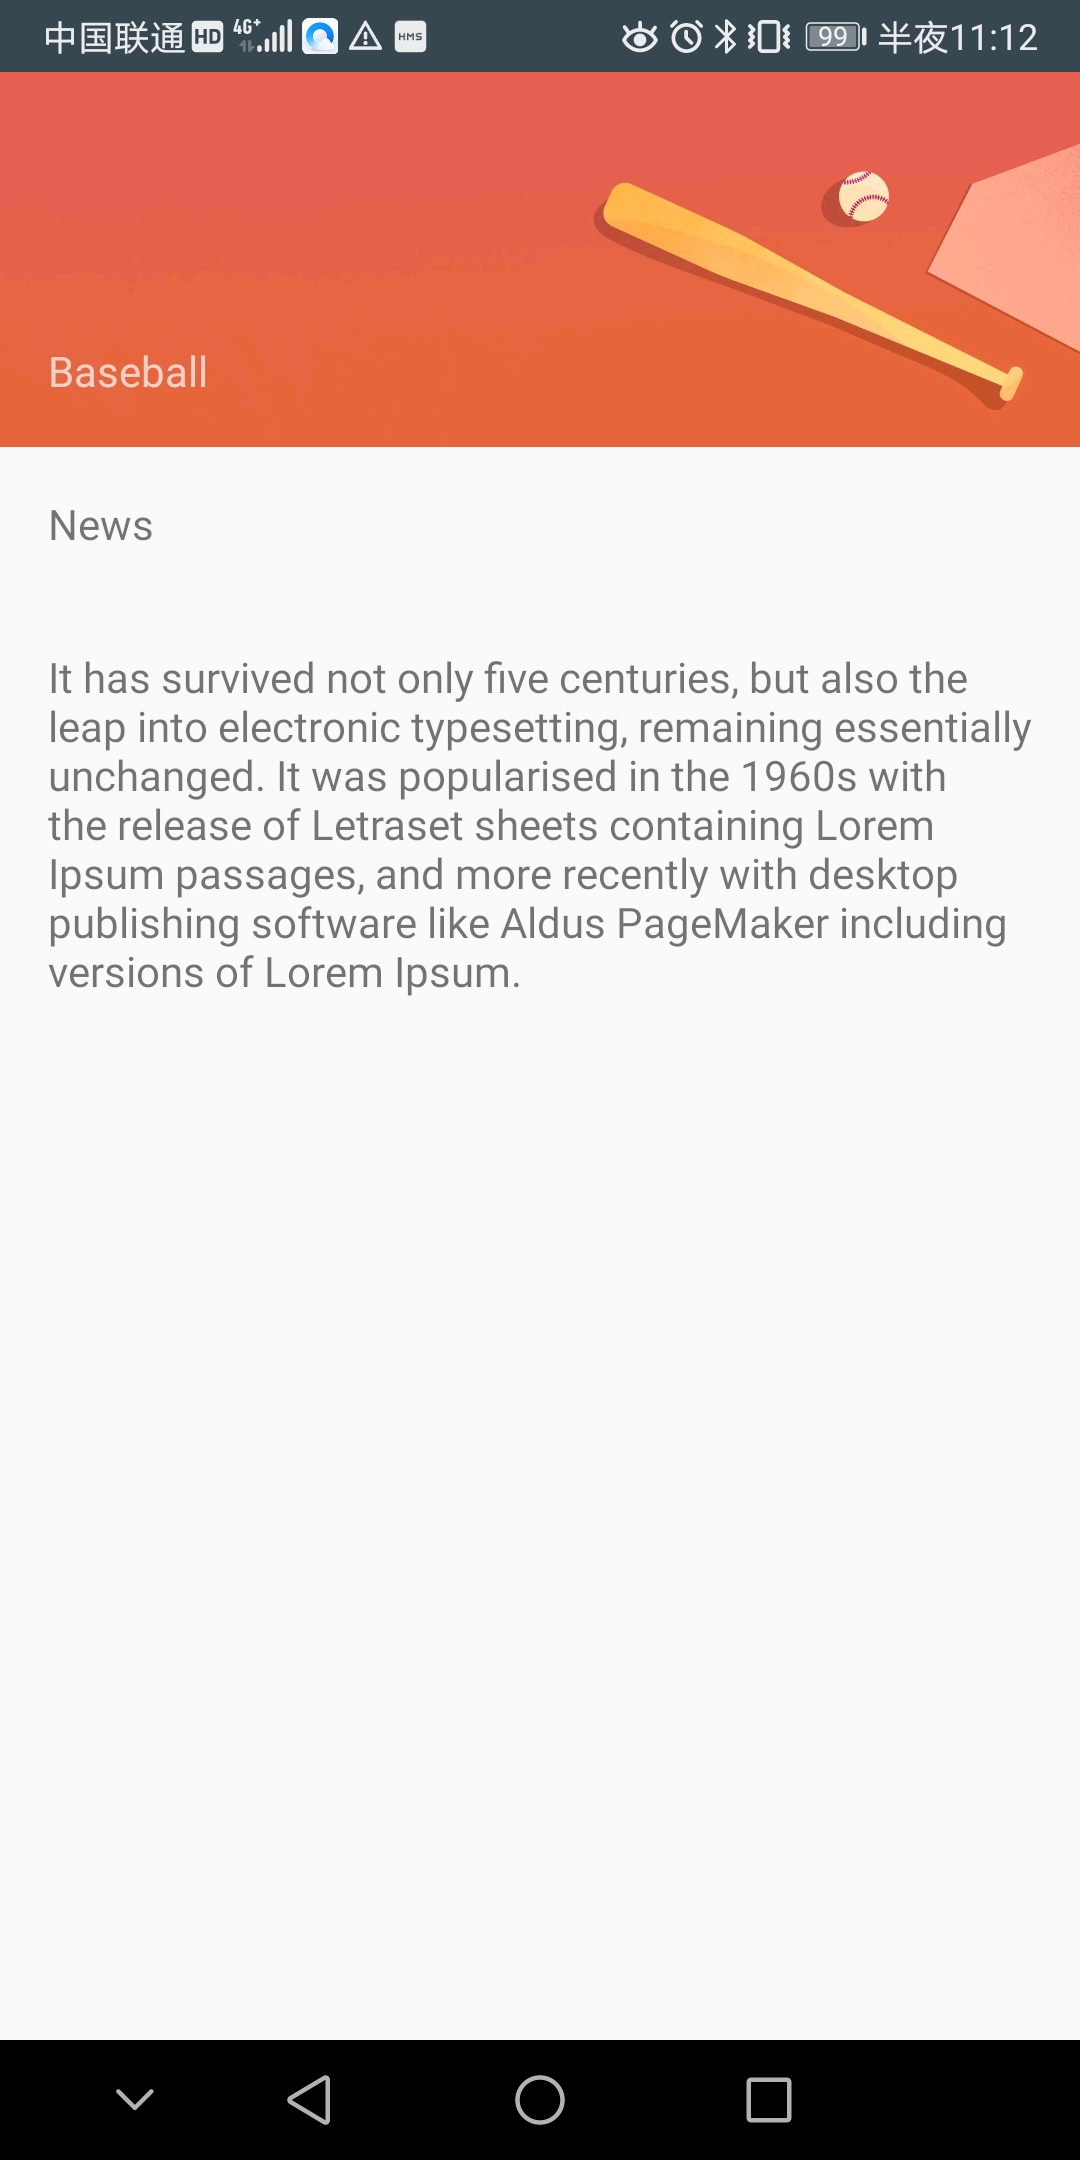 中国联通 HD 4G+ HMS 99 半夜11:12
Baseball
News
It has survived not only five centuries, but also the
leap into electronic typesetting, remaining essentially
unchanged. It was popularised in the 1960s with
the release of Letraset sheets containing Lorem
Ipsum passages, and more recently with desktop
publishing software like Aldus PageMaker including
versions of Lorem Ipsum.